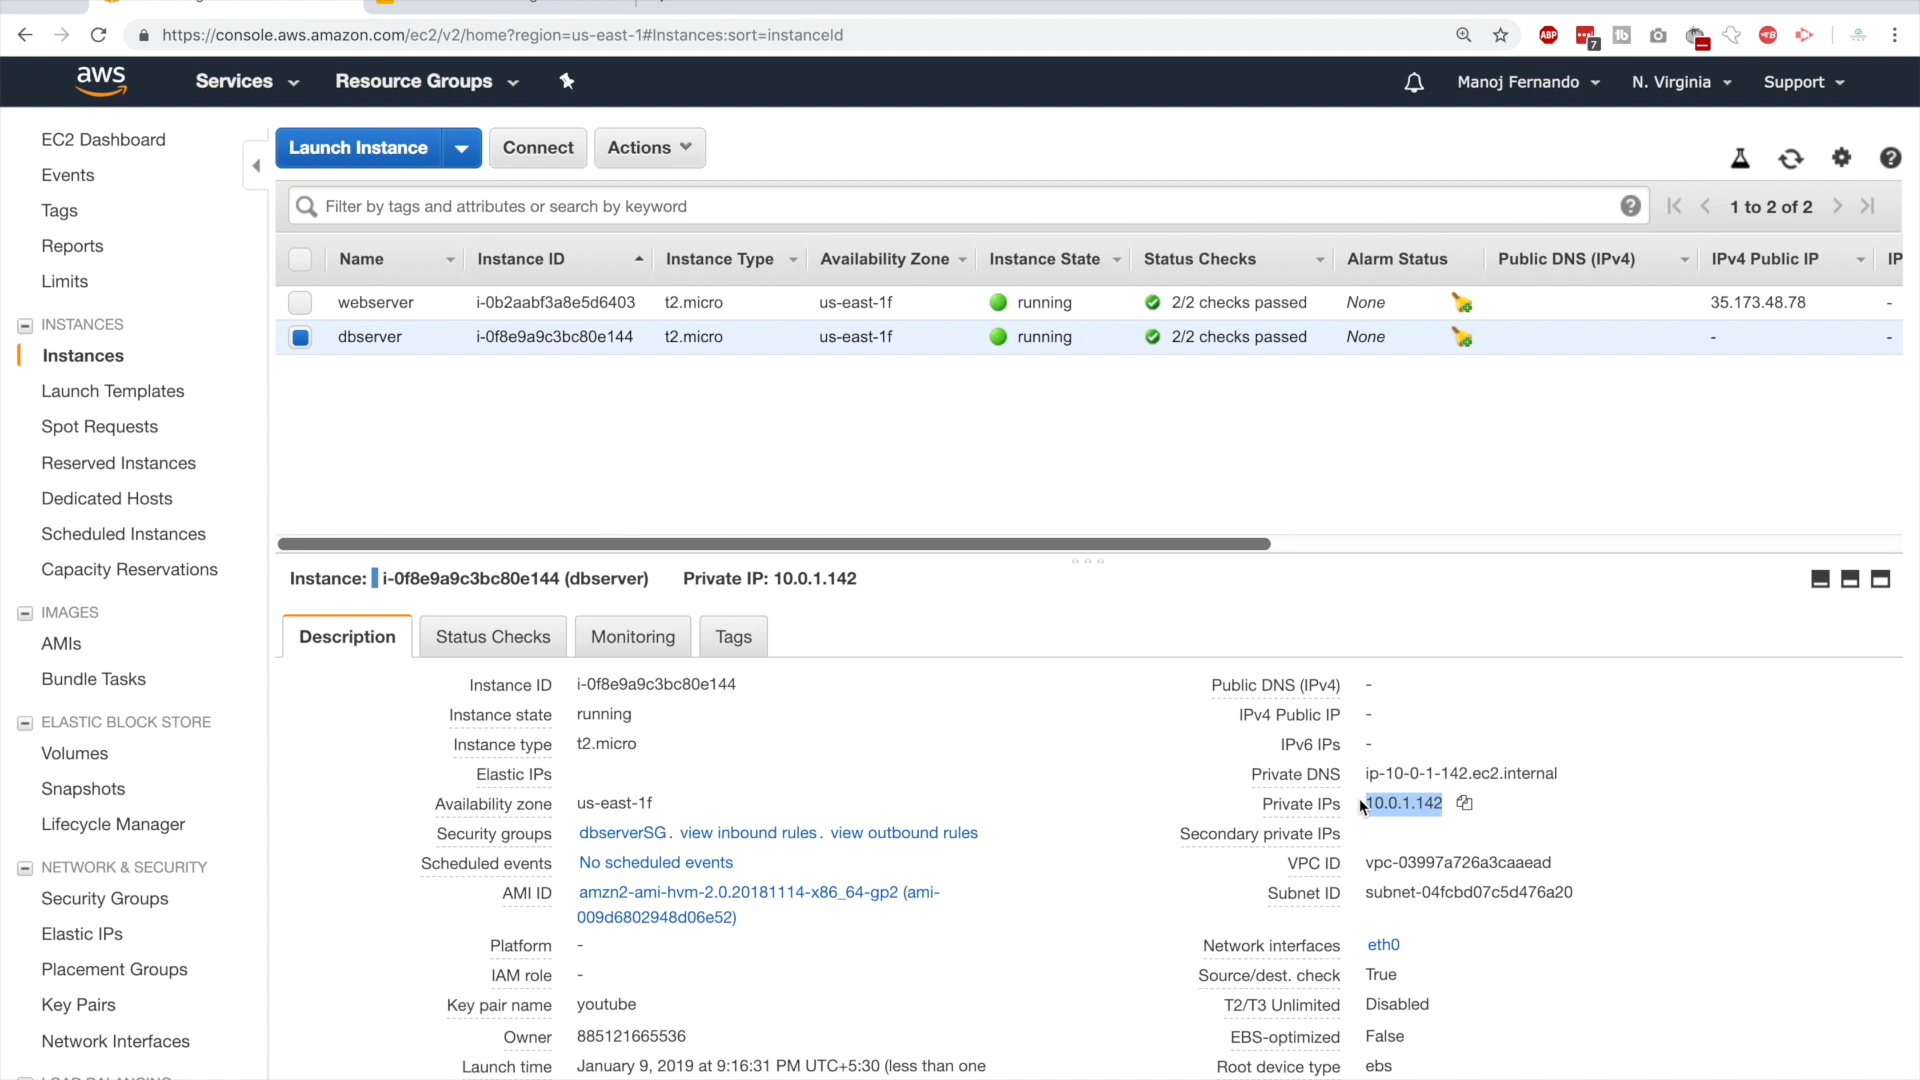 https://console.aws.amazon.com/ec2/v2/home?region=us-east-1#Instances:sort=instanceId
ABP
7
tb
B
aws
Services
Resource Groups
Manoj Fernando
N. Virginia
Support
EC2 Dashboard
Events
Tags
Reports
Limits
INSTANCES
Instances
Launch Templates
Spot Requests
Reserved Instances
Dedicated Hosts
Scheduled Instances
Capacity Reservations
IMAGES
AMIs
Bundle Tasks
ELASTIC BLOCK STORE
Volumes
Snapshots
Lifecycle Manager
NETWORK & SECURITY
Security Groups
Elastic IPs
Placement Groups
Key Pairs
Network Interfaces
LOAD BALANCING
Launch Instance
Connect
Actions
Filter by tags and attributes or search by keyword
1 to 2 of 2
Name Instance ID Instance Type Availability Zone Instance State Status Checks Alarm Status Public DNS (IPv4) IPv4 Public IP IP
webserver i-0b2aabf3a8e5d6403 t2.micro us-east-1f running 2/2 checks passed None 35.173.48.78 -
dbserver i-0f8e9a9c3bc80e144 t2.micro us-east-1f running 2/2 checks passed None - -
Instance: i-0f8e9a9c3bc80e144 (dbserver) Private IP: 10.0.1.142
Description Status Checks Monitoring Tags
Instance ID i-0f8e9a9c3bc80e144
Instance state running
Instance type t2.micro
Elastic IPs
Availability zone us-east-1f
Security groups dbserverSG. view inbound rules. view outbound rules
Scheduled events No scheduled events
AMI ID amzn2-ami-hvm-2.0.20181114-x86_64-gp2 (ami-
009d6802948d06e52)
Platform -
IAM role -
Key pair name youtube
Owner 885121665536
Launch time January 9, 2019 at 9:16:31 PM UTC+5:30 (less than one
Public DNS (IPv4) -
IPv4 Public IP -
IPv6 IPs -
Private DNS ip-10-0-1-142.ec2.internal
Private IPs 10.0.1.142
Secondary private IPs
VPC ID vpc-03997a726a3caaead
Subnet ID subnet-04fcbd07c5d476a20
Network interfaces eth0
Source/dest. check True
T2/T3 Unlimited Disabled
EBS-optimized False
Root device type ebs